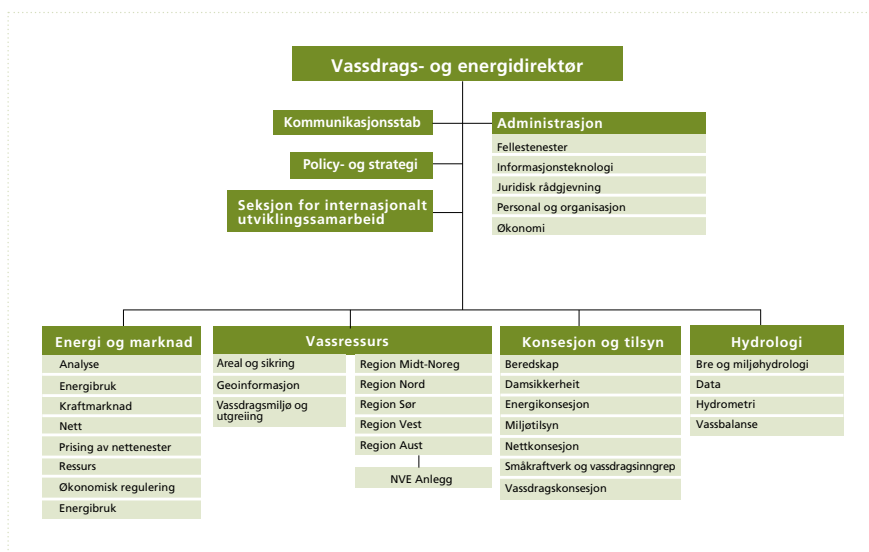 Vassdrags- og energidirektør
Kommunikasjonsstab
Policy- og strategi
Seksjon for internasjonalt
utviklingssamarbeid
Administrasjon
Fellestenester
Informasjonsteknologi
Juridisk rådgjevning
Personal og organisasjon
Økonomi
Energi og marknad
Analyse
Energibruk
Kraftmarknad
Nett
Prising av nettenester
Ressurs
Økonomisk regulering
Energibruk
Vassressurs
Areal og sikring
Geoinformasjon
Vassdragsmiljø og
utgreiing
Region Midt-Noreg
Region Nord
Region Sør
Region Vest
Region Aust
NVE Anlegg
Konsesjon og tilsyn
Beredskap
Damsikkerheit
Energikonsesjon
Miljøtilsyn
Nettkonsesjon
Småkraftverk og vassdragsinngrep
Vassdragskonsesjon
Hydrologi
Bre og miljøhydrologi
Data
Hydrometri
Vassbalanse